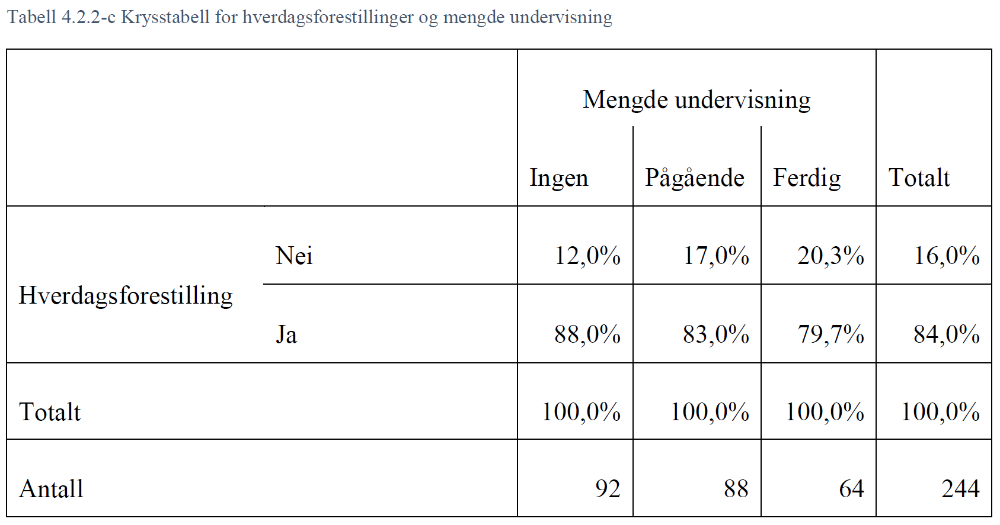 Tabell 4.2.2-c Krysstabell for hverdagsforestillinger og mengde undervisning
Mengde undervisning
Ingen Pågående Ferdig Totalt
Hverdagsforestilling
Nei 12,0% 17,0% 20,3% 16,0%
Ja 88,0% 83,0% 79,7% 84,0%
Totalt 100,0% 100,0% 100,0% 100,0%
Antall 92 88 64 244